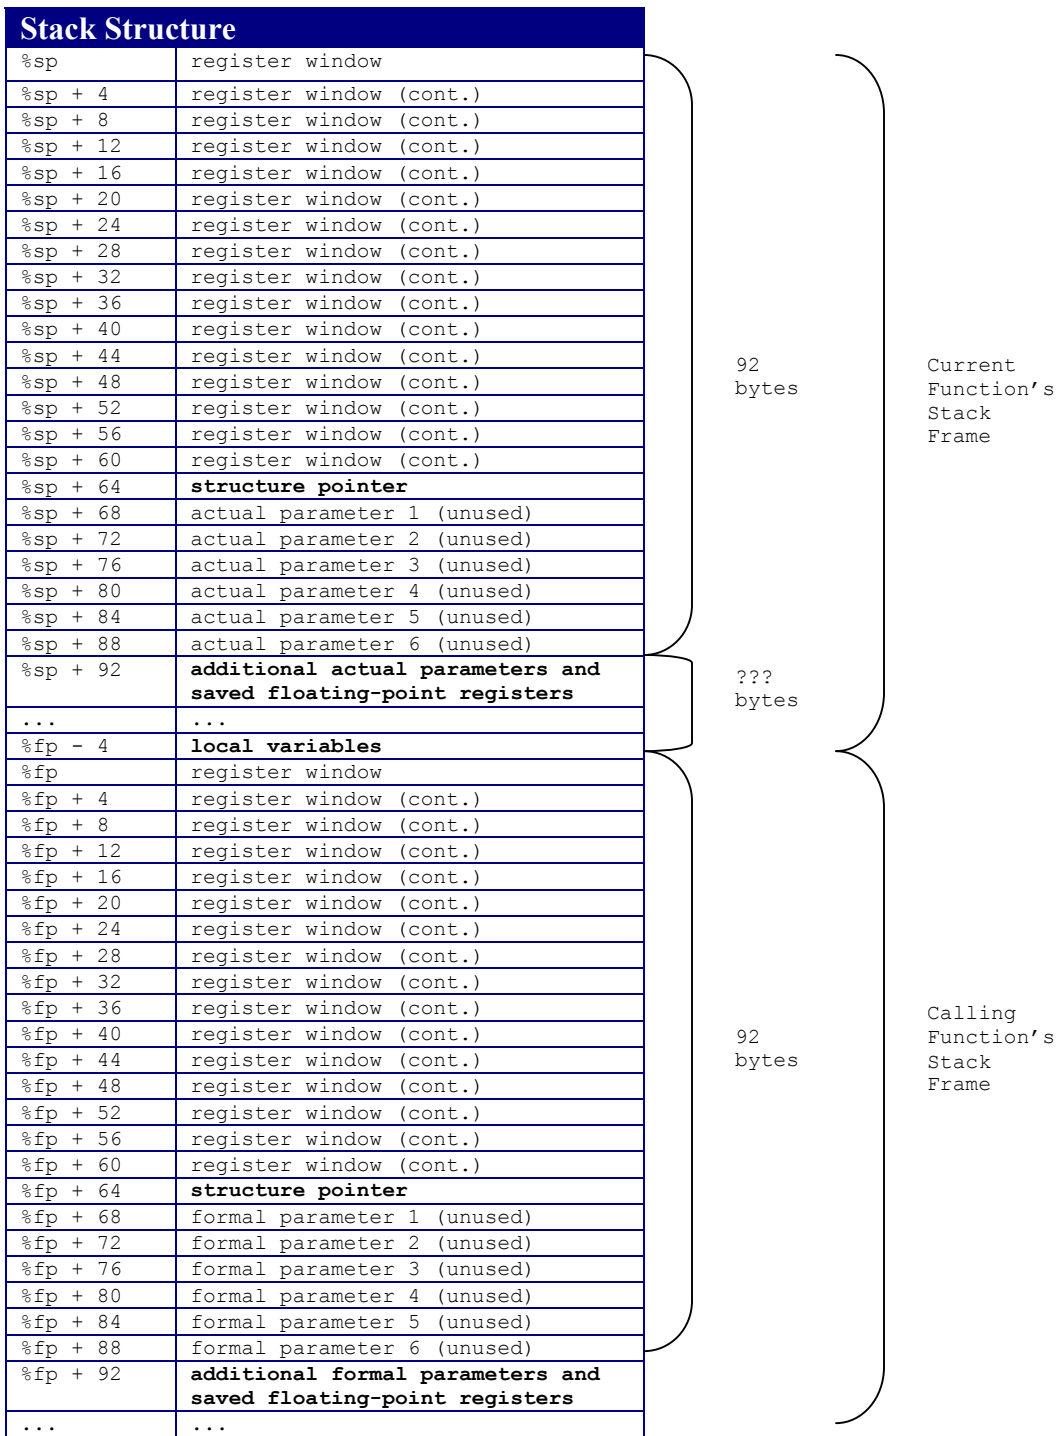 Stack Structure
%sp register window
%sp + 4 register window (cont.)
%sp + 8 register window (cont.)
%sp + 12 register window (cont.)
%sp + 16 register window (cont.)
%sp + 20 register window (cont.)
%sp + 24 register window (cont.)
%sp + 28 register window (cont.)
%sp + 32 register window (cont.)
%sp + 36 register window (cont.)
%sp + 40 register window (cont.)
%sp + 44 register window (cont.)
%sp + 48 register window (cont.)
%sp + 52 register window (cont.)
%sp + 56 register window (cont.)
%sp + 60 register window (cont.)
%sp + 64 structure pointer
%sp + 68 actual parameter 1 (unused)
%sp + 72 actual parameter 2 (unused)
%sp + 76 actual parameter 3 (unused)
%sp + 80 actual parameter 4 (unused)
%sp + 84 actual parameter 5 (unused)
%sp + 88 actual parameter 6 (unused)
%sp + 92 additional actual parameters and
saved floating-point registers
... ...
%fp - 4 local variables
%fp register window
%fp + 4 register window (cont.)
%fp + 8 register window (cont.)
%fp + 12 register window (cont.)
%fp + 16 register window (cont.)
%fp + 20 register window (cont.)
%fp + 24 register window (cont.)
%fp + 28 register window (cont.)
%fp + 32 register window (cont.)
%fp + 36 register window (cont.)
%fp + 40 register window (cont.)
%fp + 44 register window (cont.)
%fp + 48 register window (cont.)
%fp + 52 register window (cont.)
%fp + 56 register window (cont.)
%fp + 60 register window (cont.)
%fp + 64 structure pointer
%fp + 68 formal parameter 1 (unused)
%fp + 72 formal parameter 2 (unused)
%fp + 76 formal parameter 3 (unused)
%fp + 80 formal parameter 4 (unused)
%fp + 84 formal parameter 5 (unused)
%fp + 88 formal parameter 6 (unused)
%fp + 92 additional formal parameters and
saved floating-point registers
... ...
92
bytes
???
bytes
92
bytes
Current
Function’s
Stack
Frame
Calling
Function’s
Stack
Frame